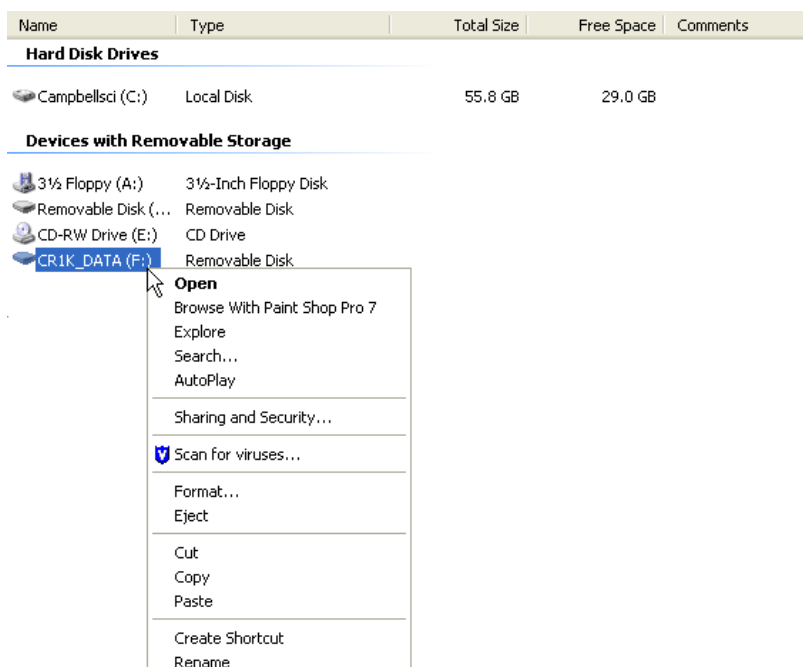 Name Type Total Size Free Space Comments
Hard Disk Drives
Campbellsci (C:) Local Disk 55.8 GB 29.0 GB
Devices with Removable Storage
3½ Floppy (A:) 3½-Inch Floppy Disk
Removable Disk (... Removable Disk
CD-RW Drive (E:) CD Drive
CR1K_DATA (F:) Removable Disk
Open
Browse With Paint Shop Pro 7
Explore
Search...
AutoPlay
Sharing and Security...
Scan for viruses...
Format...
Eject
Cut
Copy
Paste
Create Shortcut
Rename